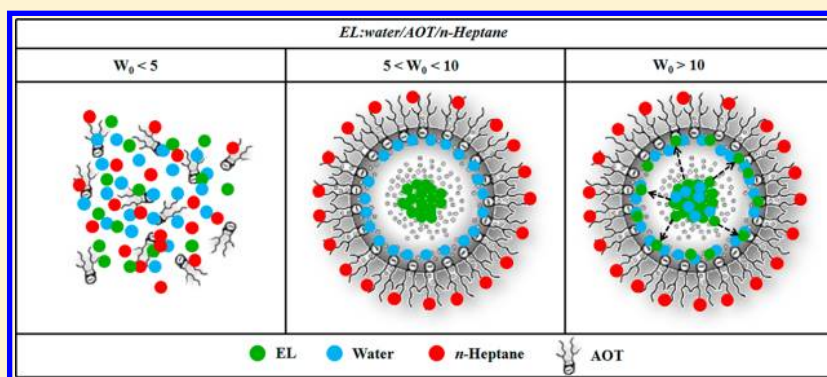 EL:water/AOT/n-Heptane
W₀ < 5
5 < W₀ < 10
W₀ > 10
EL Water n-Heptane AOT